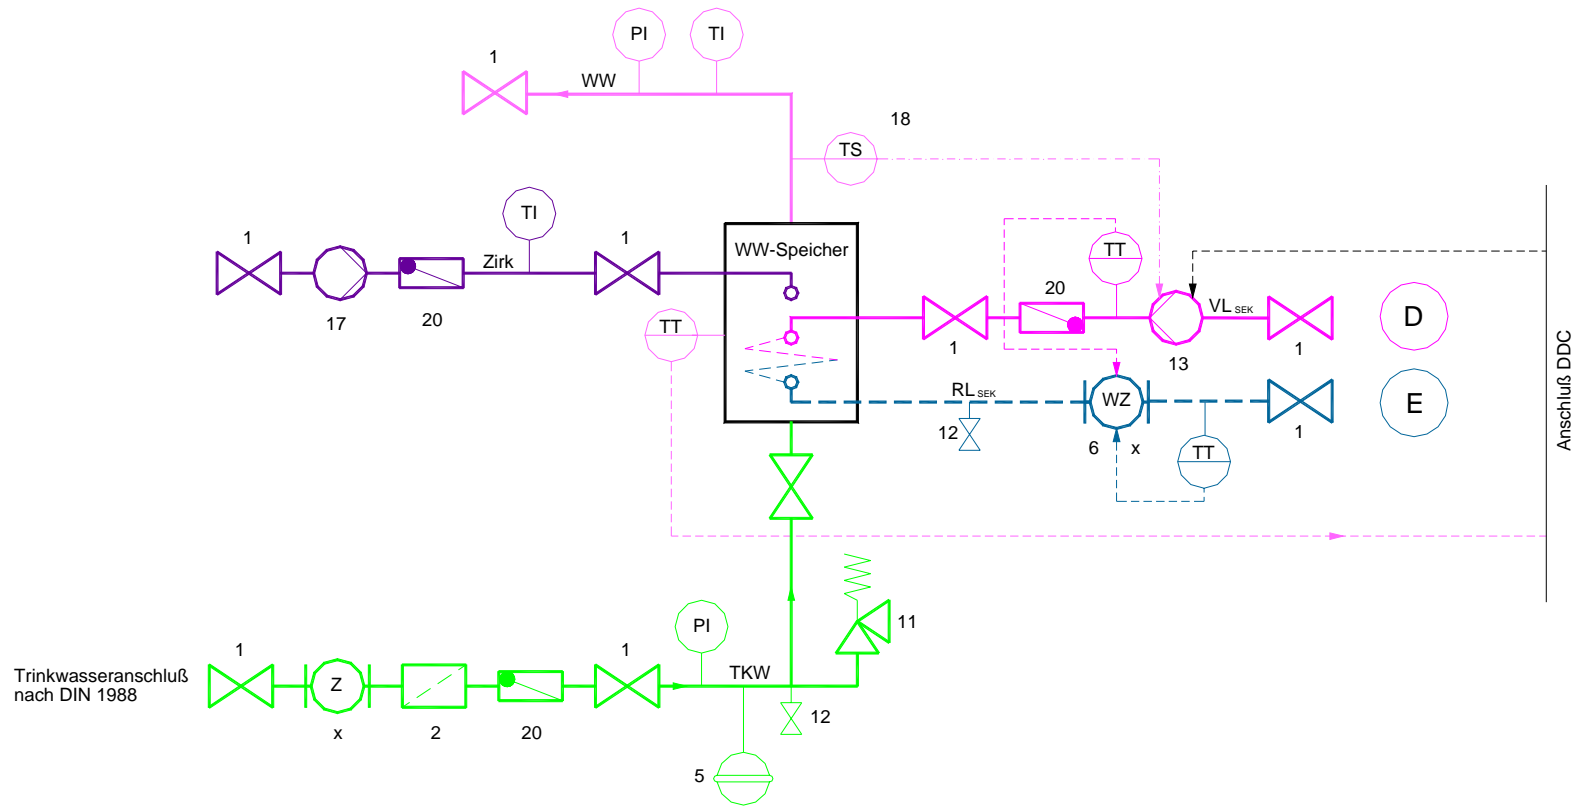 PI
TI
1
WW
18
TS
TI
1
Zirk
1
WW-Speicher
TT
17
20
TT
20
VL SEK
D
1
13
1
RL SEK
WZ
E
12
6
x
TT
1
Anschluß DDC
11
PI
1
1
Trinkwasseranschluß
nach DIN 1988
Z
TKW
12
x
2
20
5